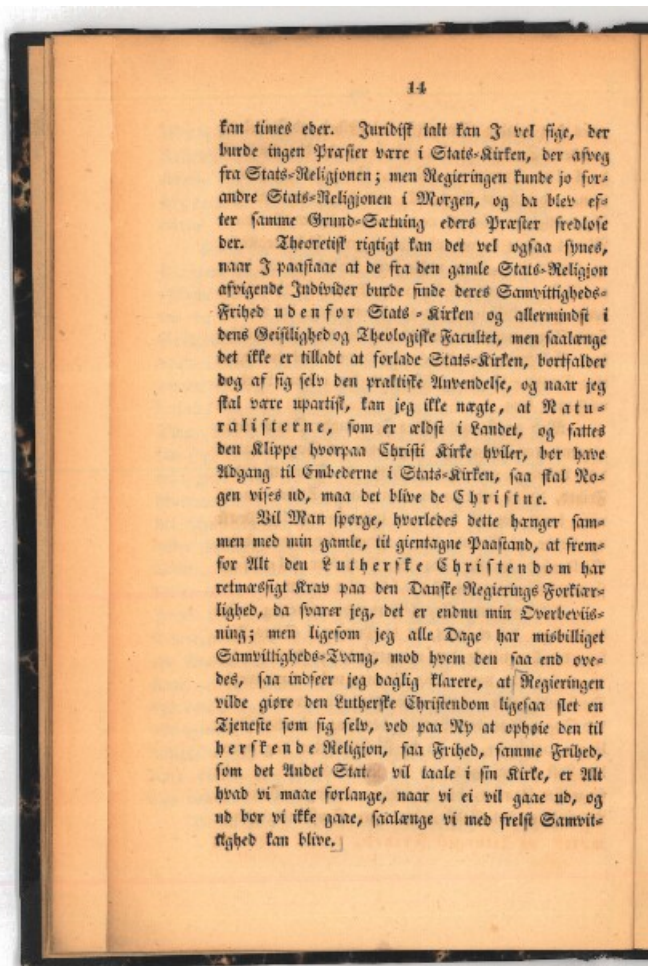 14
kan times eder. Juridisk talt kan I vel sige, der
burde ingen Præster være i Stats-Kirken, der afveg
fra Stats-Religjonen; men Regieringen kunde jo for-
andre Stats-Religjonen i Morgen, og da blev ef-
ter samme Grund-Sætning eders Præster fredløse
der. Theoretisk rigtigt kan det vel ogsaa synes,
naar I paastaae at de fra den gamle Stats-Religjon
afvigende Individer burde finde deres Samvittigheds-
Frihed udenfor Stats-Kirken og allermindst i
dens Geistlighed og Theologiske Facultet, men saalænge
det ikke er tilladt at forlade Stats-Kirken, bortfalder
dog af sig selv den praktiske Anvendelse, og naar jeg
skal være upartisk, kan jeg ikke nægte, at Natu-
ralisterne, som er ældst i Landet, og fattes
den Klippe hvorpaa Christi Kirke hviler, bør have
Adgang til Embederne i Stats-Kirken, saa skal No-
gen vises ud, maa det blive de Christne.
Vil Man spørge, hvorledes dette hænger sam-
men med min gamle, tit gientagne Paastand, at frem-
for Alt den Lutherske Christendom har
retmæssigt Krav paa den Danske Regierings Forkiær-
lighed, da svarer jeg, det er endnu min Overbeviis-
ning; men ligesom jeg alle Dage har misbilliget
Samvittigheds-Tvang, mod hvem den saa end øve-
des, saa indseer jeg daglig klarere, at Regieringen
vilde giøre den Lutherske Christendom ligesaa slet en
Tjeneste som sig selv, ved paa Ny at ophøie den til
herskende Religjon, saa Frihed, samme Frihed,
som det Andet Stat vil taale i sin Kirke, er Alt
hvad vi maae forlange, naar vi ei vil gaae ud, og
ud bør vi ikke gaae, saalænge vi med frelst Samvit-
tighed kan blive.